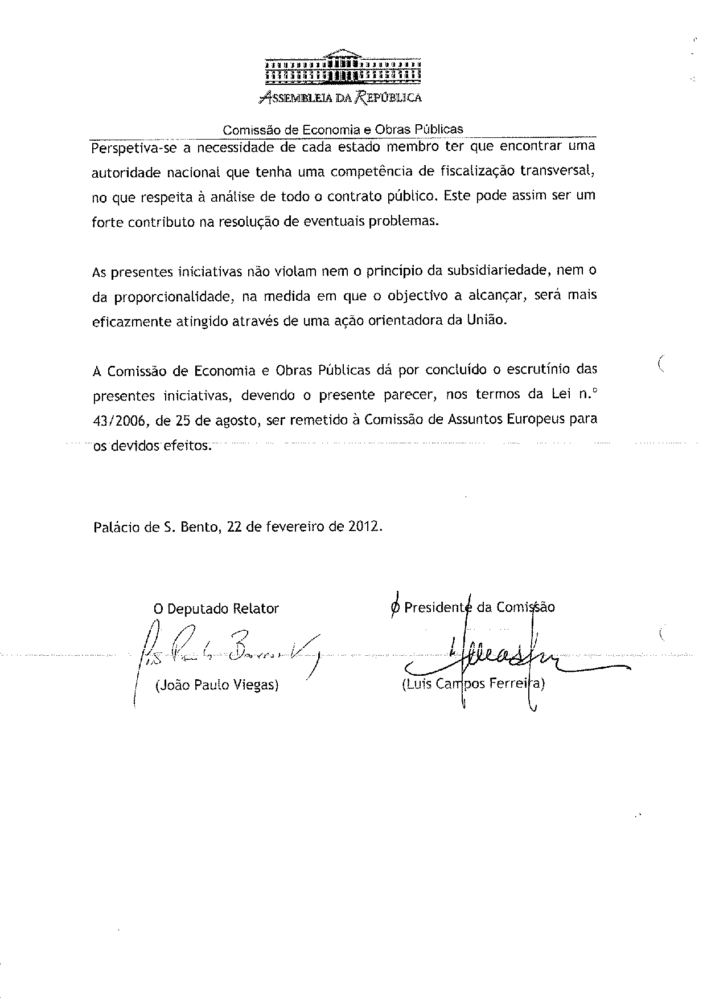 ASSEMBLEIA DA REPÚBLICA
Comissão de Economia e Obras Públicas
Perspetiva-se a necessidade de cada estado membro ter que encontrar uma
autoridade nacional que tenha uma competência de fiscalização transversal,
no que respeita à análise de todo o contrato público. Este pode assim ser um
forte contributo na resolução de eventuais problemas.
As presentes iniciativas não violam nem o principio da subsidiariedade, nem o
da proporcionalidade, na medida em que o objectivo a alcançar, será mais
eficazmente atingido através de uma ação orientadora da União.
A Comissão de Economia e Obras Públicas dá por concluído o escrutínio das
presentes iniciativas, devendo o presente parecer, nos termos da Lei n.º
43/2006, de 25 de agosto, ser remetido à Comissão de Assuntos Europeus para
os devidos efeitos.
Palácio de S. Bento, 22 de fevereiro de 2012.
O Deputado Relator
O Presidente da Comissão
(João Paulo Viegas)
(Luis Campos Ferreira)